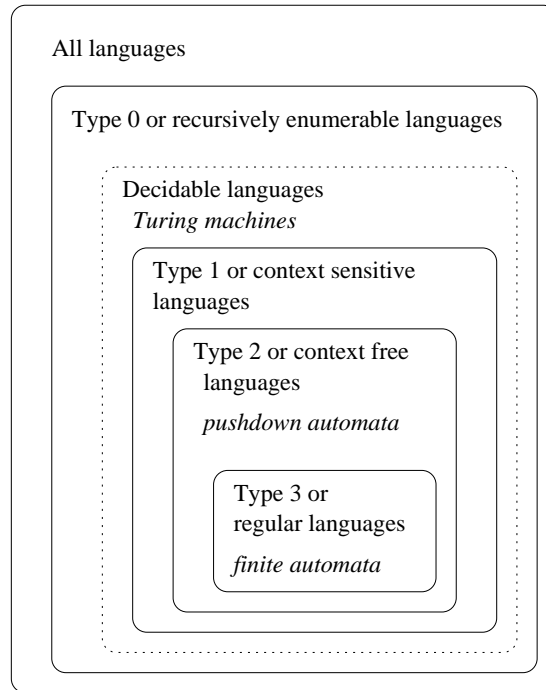 All languages
Type 0 or recursively enumerable languages
Decidable languages
Turing machines
Type 1 or context sensitive
languages
Type 2 or context free
languages
pushdown automata
Type 3 or
regular languages
finite automata